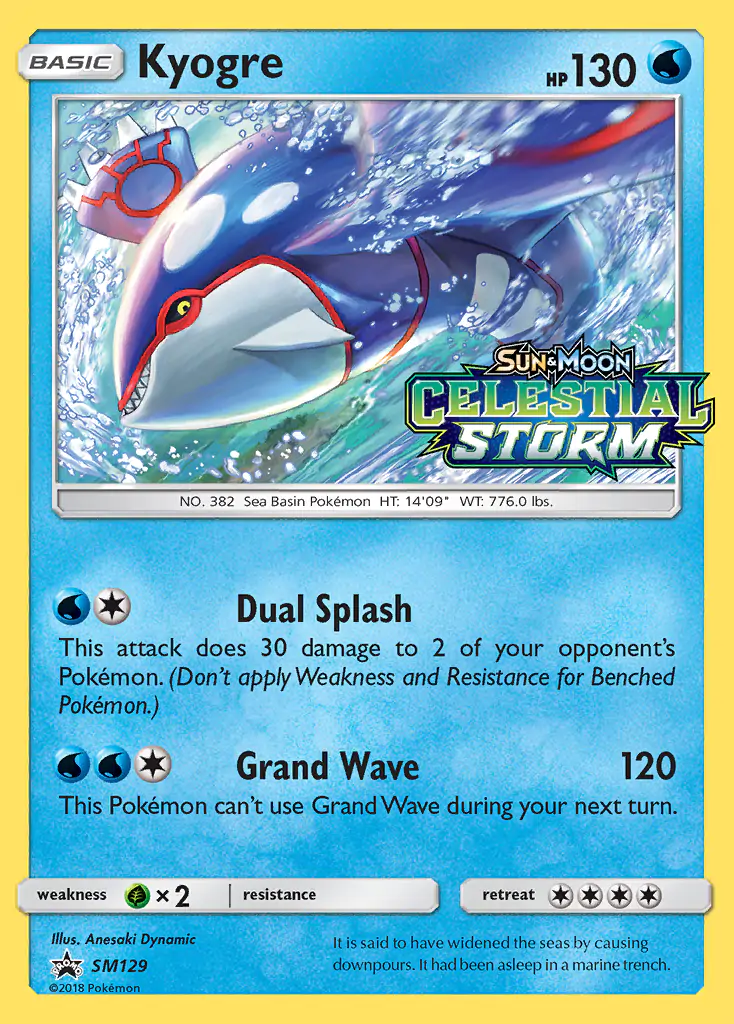 BASIC Kyogre HP 130
SUN & MOON
CELESTIAL
STORM
NO. 382 Sea Basin Pokémon HT: 14'09" WT: 776.0 lbs.
Dual Splash
This attack does 30 damage to 2 of your opponent's
Pokémon. (Don't apply Weakness and Resistance for Benched
Pokémon.)
Grand Wave 120
This Pokémon can't use Grand Wave during your next turn.
weakness ×2 resistance retreat
Illus. Anesaki Dynamic
PROMO SM129
©2018 Pokémon
It is said to have widened the seas by causing
downpours. It had been asleep in a marine trench.